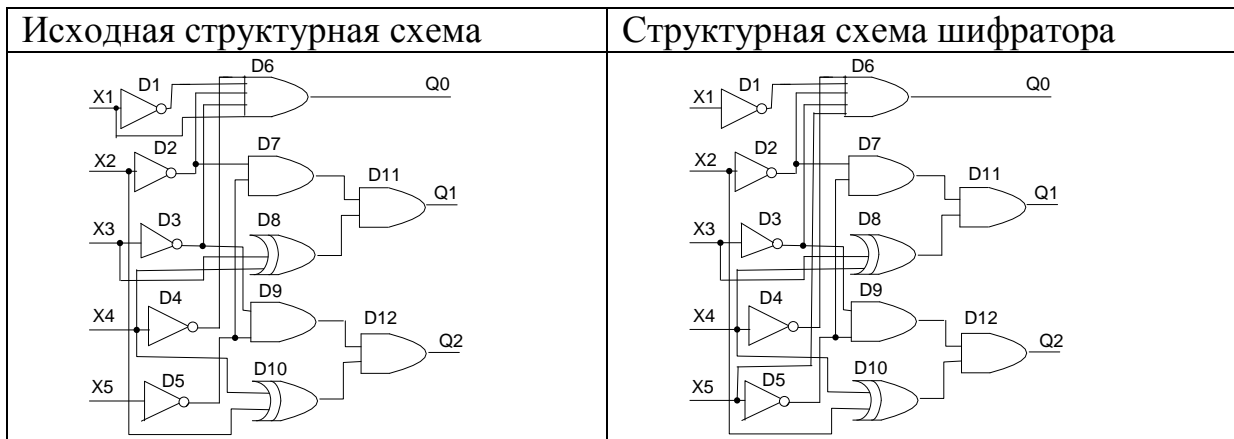 Исходная структурная схема
Структурная схема шифратора
D6
D1
X1
Q0
D2
D7
X2
D11
Q1
D3
D8
X3
D4
D9
X4
D12
Q2
D10
X5
D5
D6
D1
X1
Q0
D2
D7
X2
D11
Q1
D3
D8
X3
D4
D9
X4
D12
Q2
D10
X5
D5